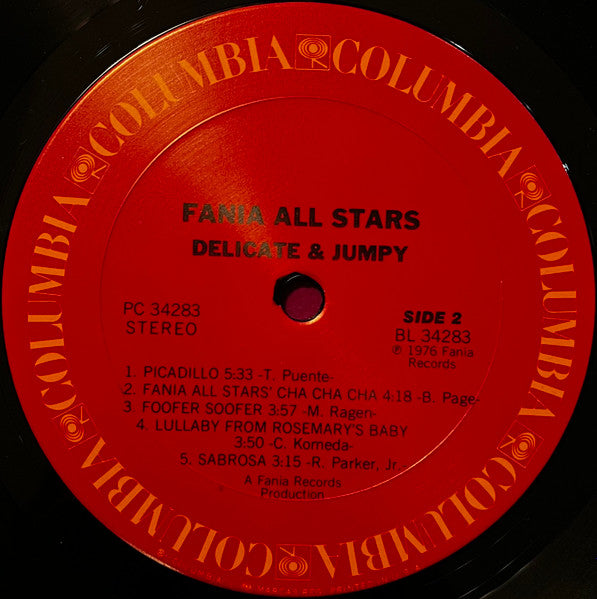 COLUMBIA COLUMBIA COLUMBIA COLUMBIA COLUMBIA COLUMBIA
FANIA ALL STARS
DELICATE & JUMPY
PC 34283
STEREO
SIDE 2
BL 34283
℗ 1976 Fania
Records
1. PICADILLO 5:33 -T. Puente-
2. FANIA ALL STARS' CHA CHA CHA 4:18 -B. Page-
3. FOOFER SOOFER 3:57 -M. Rageri-
4. LULLABY FROM ROSEMARY'S BABY
3:50 -C. Komeda-
5. SABROSA 3:15 -R. Parker, Jr.
A Fania Records
Production